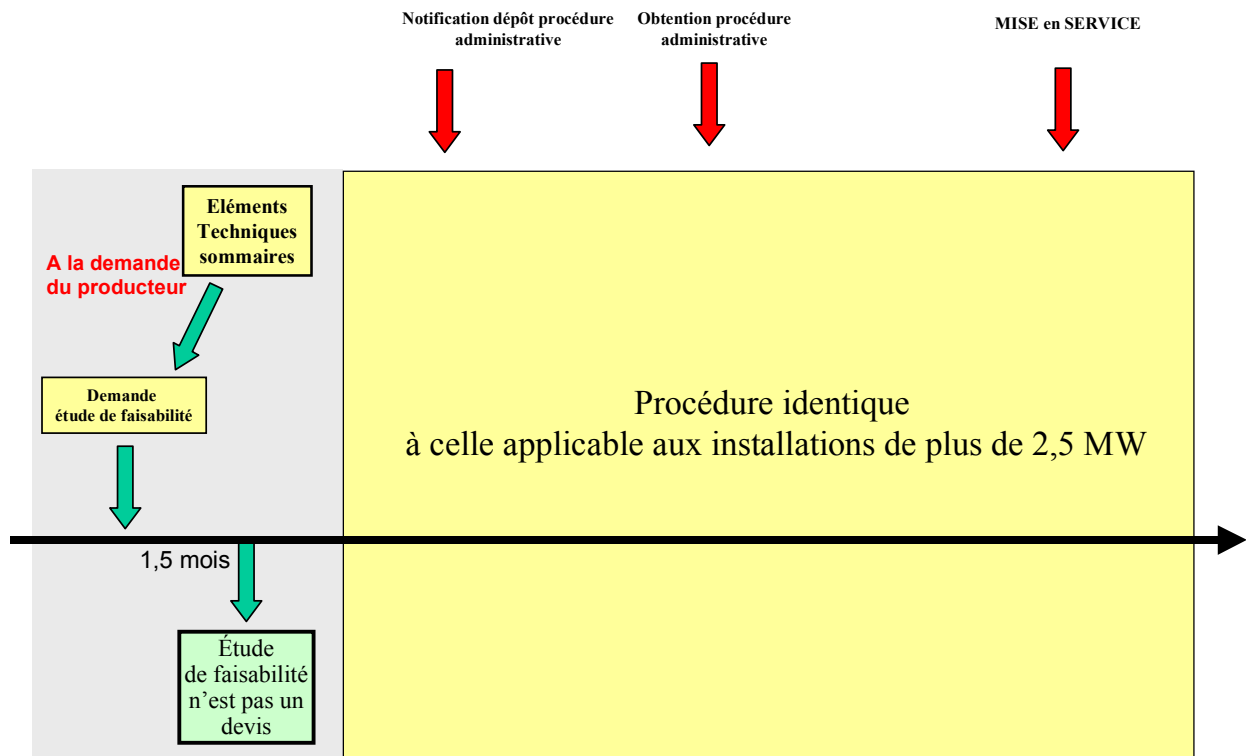 Notification dépôt procédure
administrative
Obtention procédure
administrative
MISE en SERVICE
Eléments
Techniques
sommaires
A la demande
du producteur
Demande
étude de faisabilité
Procédure identique
à celle applicable aux installations de plus de 2,5 MW
1,5 mois
Étude
de faisabilité
n’est pas un
devis